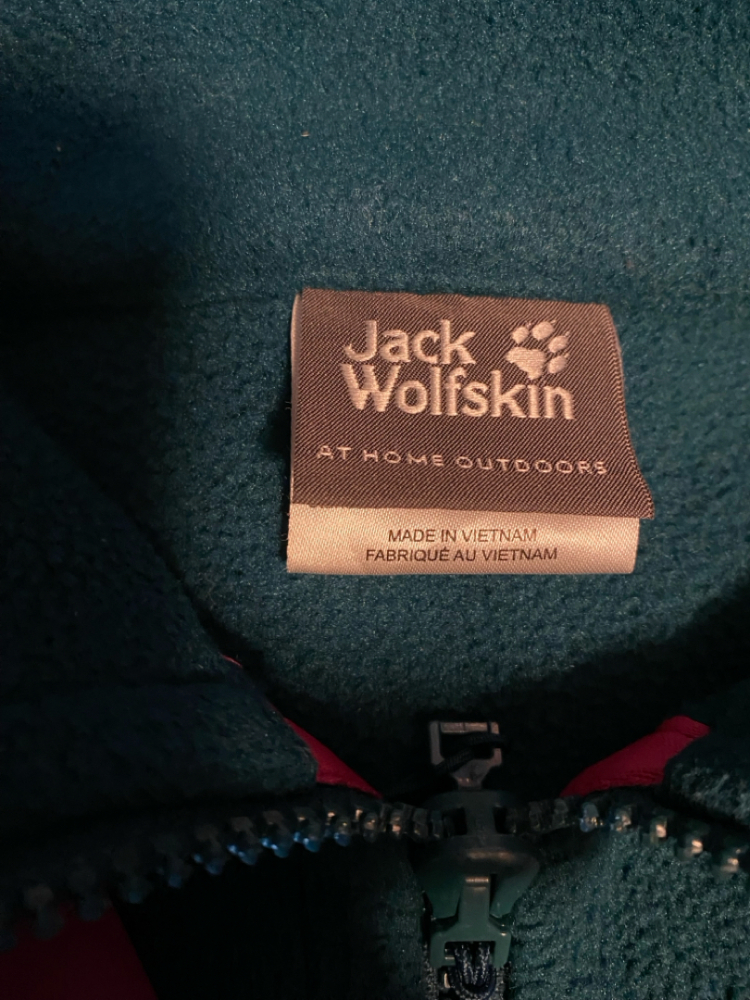 Jack
Wolfskin
AT HOME OUTDOORS
MADE IN VIETNAM
FABRIQUÉ AU VIETNAM